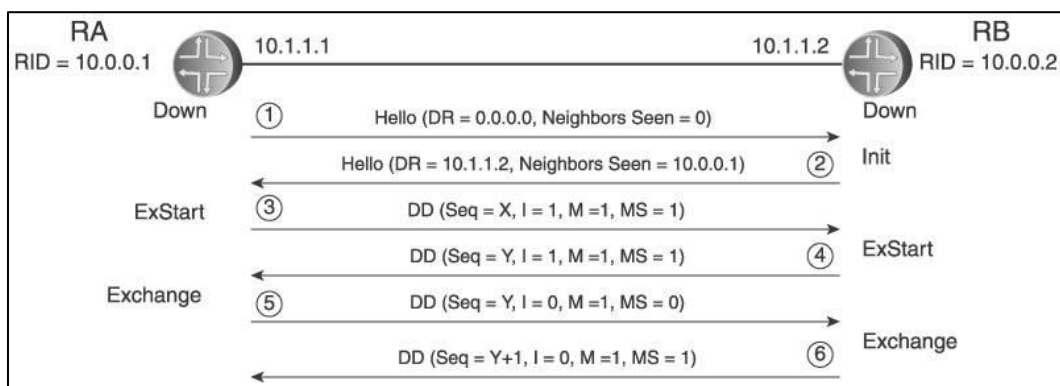 RA
RID = 10.0.0.1
10.1.1.1
10.1.1.2
RB
RID = 10.0.0.2
Down
Down
① Hello (DR = 0.0.0.0, Neighbors Seen = 0)
Hello (DR = 10.1.1.2, Neighbors Seen = 10.0.0.1) ② Init
ExStart ③ DD (Seq = X, I = 1, M =1, MS = 1)
DD (Seq = Y, I = 1, M =1, MS = 1) ④ ExStart
Exchange ⑤ DD (Seq = Y, I = 0, M =1, MS = 0)
DD (Seq = Y+1, I = 0, M =1, MS = 1) ⑥ Exchange